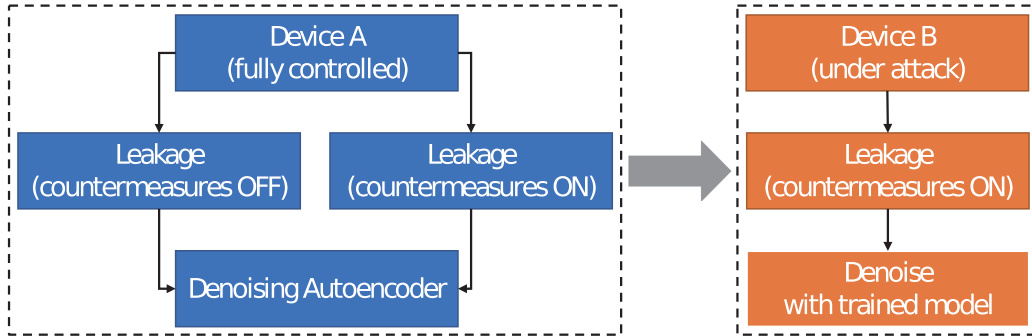 Device A
(fully controlled)
Leakage
(countermeasures OFF)
Leakage
(countermeasures ON)
Denoising Autoencoder
Device B
(under attack)
Leakage
(countermeasures ON)
Denoise
with trained model